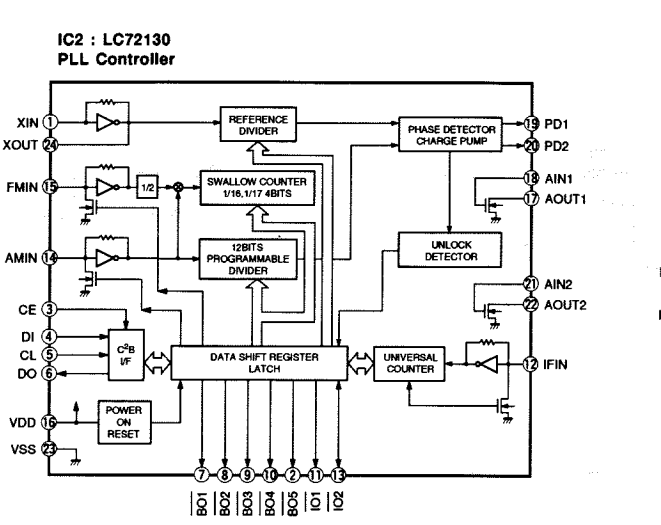 IC2 : LC72130
PLL Controller
XIN 1
XOUT 24
FMIN 15
AMIN 14
CE 3
DI 4
CL 5
DO 6
VDD 16
VSS 23
REFERENCE
DIVIDER
PHASE DETECTOR
CHARGE PUMP
19 PD1
20 PD2
18 AIN1
17 AOUT1
1/2
SWALLOW COUNTER
1/16,1/17 4BITS
12BITS
PROGRAMMABLE
DIVIDER
UNLOCK
DETECTOR
21 AIN2
22 AOUT2
C²B
I/F
DATA SHIFT REGISTER
LATCH
UNIVERSAL
COUNTER
12 IFIN
POWER
ON
RESET
7 8 9 10 2 11 13
BO1 BO2 BO3 BO4 BO5 IO1 IO2